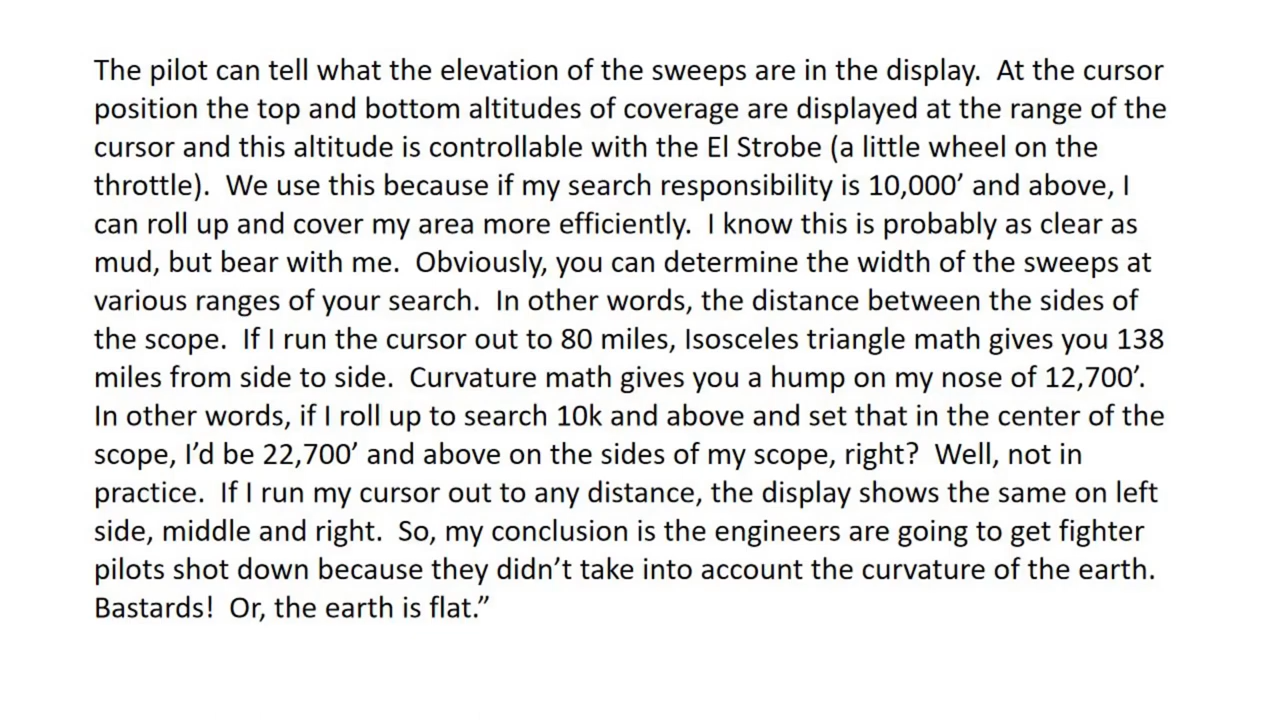 The pilot can tell what the elevation of the sweeps are in the display.  At the cursor
position the top and bottom altitudes of coverage are displayed at the range of the
cursor and this altitude is controllable with the El Strobe (a little wheel on the
throttle).  We use this because if my search responsibility is 10,000’ and above, I
can roll up and cover my area more efficiently.  I know this is probably as clear as
mud, but bear with me.  Obviously, you can determine the width of the sweeps at
various ranges of your search.  In other words, the distance between the sides of
the scope.  If I run the cursor out to 80 miles, Isosceles triangle math gives you 138
miles from side to side.  Curvature math gives you a hump on my nose of 12,700’.
In other words, if I roll up to search 10k and above and set that in the center of the
scope, I’d be 22,700’ and above on the sides of my scope, right?  Well, not in
practice.  If I run my cursor out to any distance, the display shows the same on left
side, middle and right.  So, my conclusion is the engineers are going to get fighter
pilots shot down because they didn’t take into account the curvature of the earth.
Bastards!  Or, the earth is flat.”